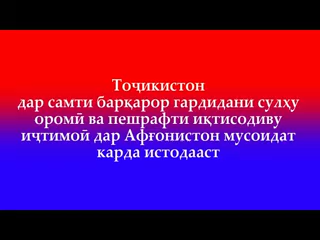 Тоҷикистон
дар самти барқарор гардидани сулҳу
оромӣ ва пешрафти иқтисодиву
иҷтимоӣ дар Афғонистон мусоидат
карда истодааст